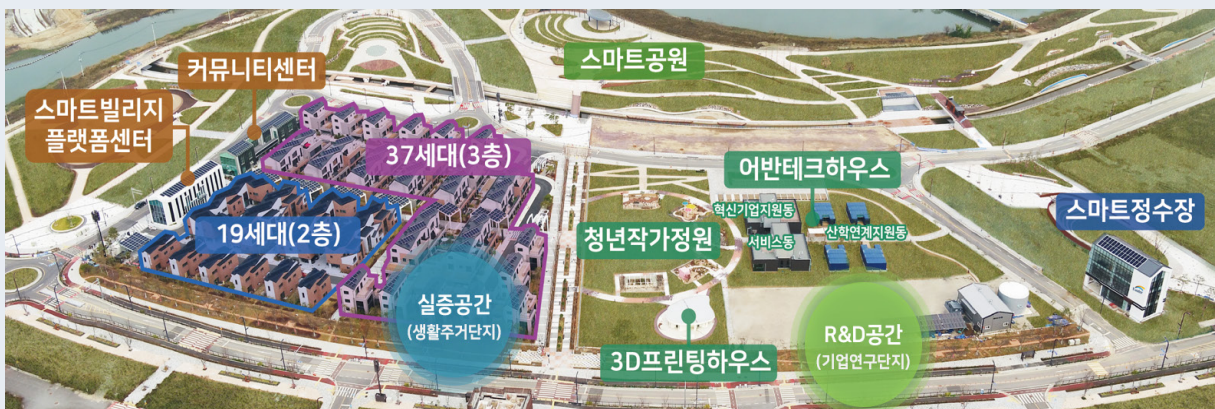 스마트공원
커뮤니티센터
스마트빌리지
플랫폼센터
37세대(3층)
어반테크하우스
혁신기업지원동
스마트정수장
19세대(2층)
청년작가정원
서비스동
산학연계지원동
실증공간
(생활주거단지)
R&D공간
(기업연구단지)
3D프린팅하우스